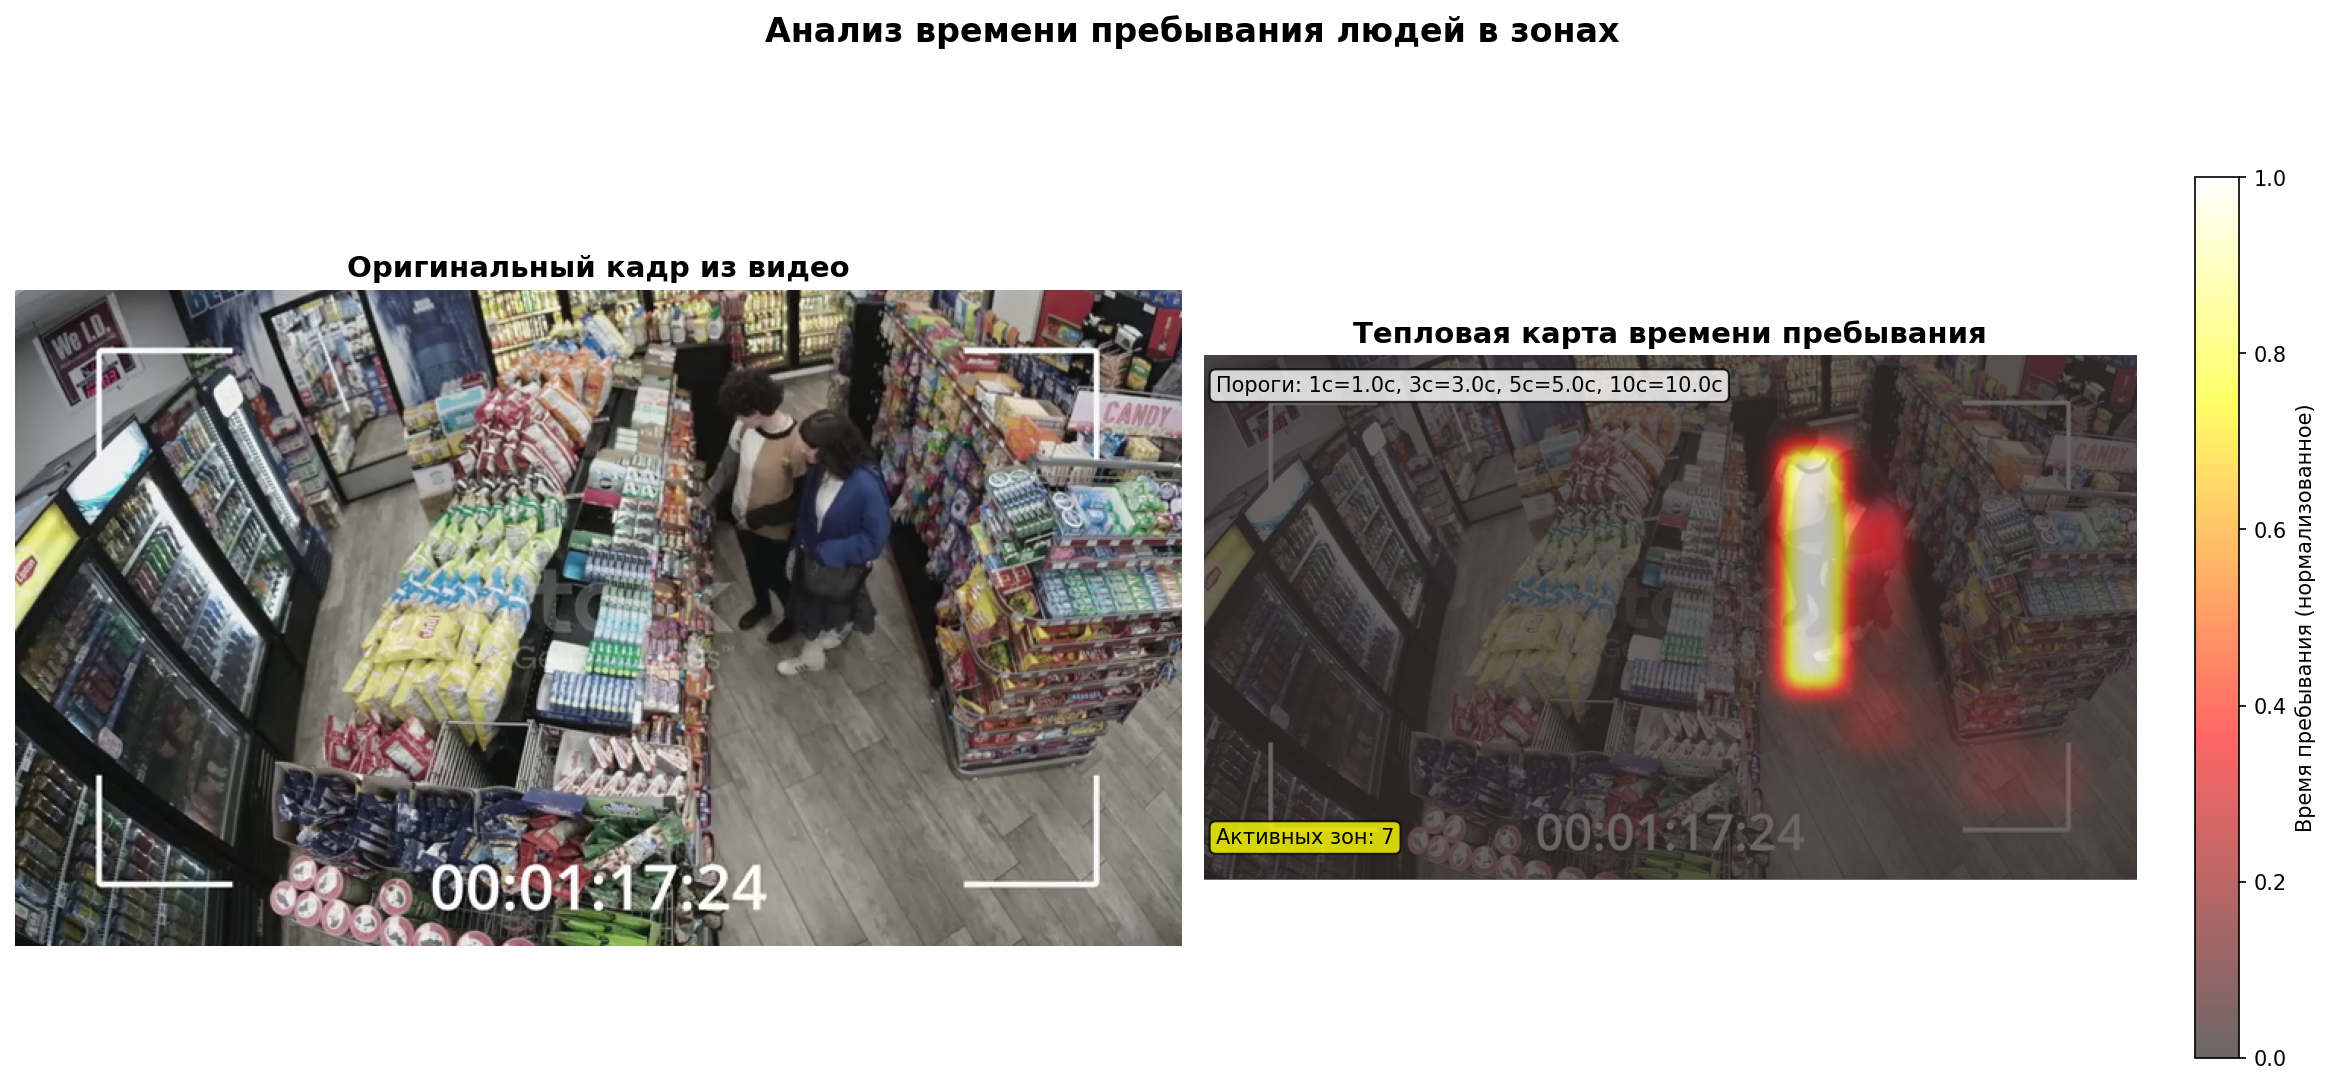 Анализ времени пребывания людей в зонах
Оригинальный кадр из видео
We I.D.
CANDY
Lipton
00:01:17:24
Тепловая карта времени пребывания
Пороги: 1с=1.0с, 3с=3.0с, 5с=5.0с, 10с=10.0с
CANDY
Активных зон: 7
00:01:17:24
1.0
0.8
0.6
0.4
0.2
0.0
Время пребывания (нормализованное)